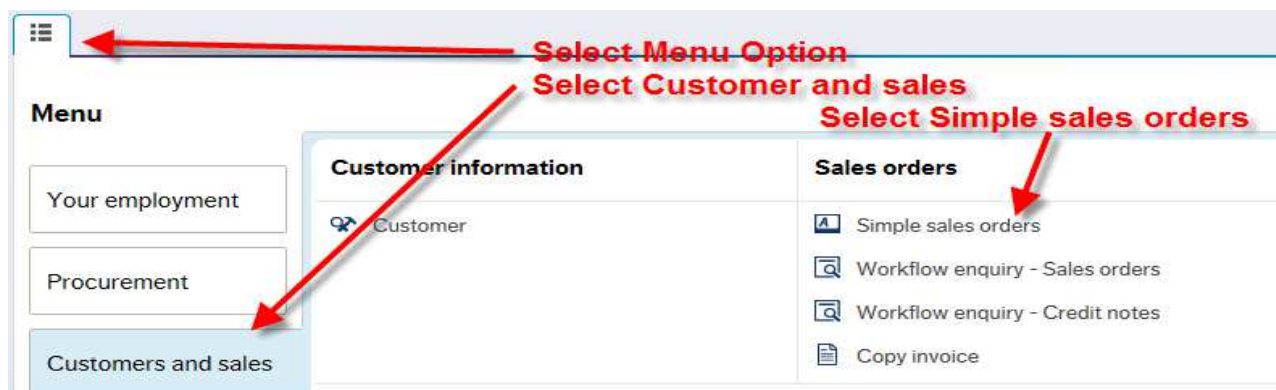 Select Menu Option
Select Customer and sales
Menu
Select Simple sales orders
Customer information
Sales orders
Your employment
Customer
Simple sales orders
Workflow enquiry - Sales orders
Procurement
Workflow enquiry - Credit notes
Customers and sales
Copy invoice